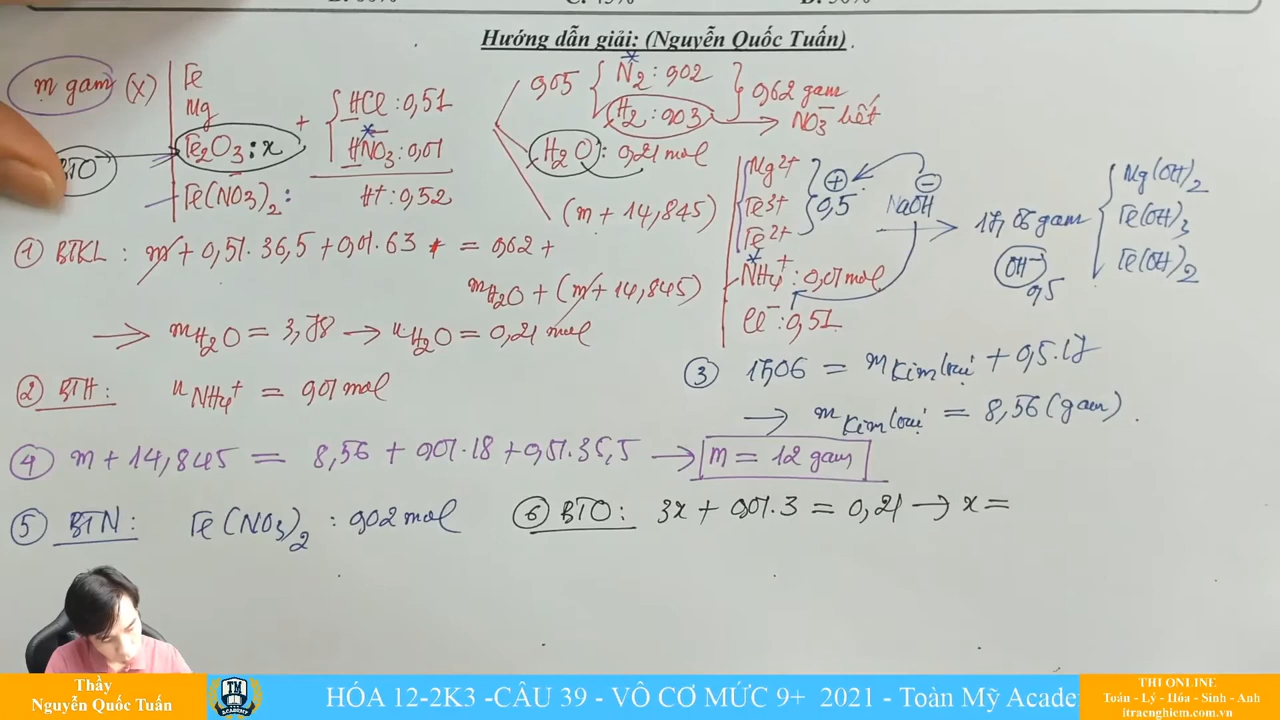 Hướng dẫn giải: (Nguyễn Quốc Tuấn).
m gam (X)
Fe
Mg
Fe2O3: x
Fe(NO3)2:
BTO
+
HCl: 0,51
HNO3: 0,01
H+: 0,52
0,05
N2: 0,02
H2: 0,03
0,62 gam
NO3- hết
H2O: 0,21 mol
(m + 14,845)
Mg2+
Fe3+
Fe2+
+
0,5
NH4+: 0,01 mol
Cl-: 0,51
-
NaOH
17,06 gam
OH-
0,5
Mg(OH)2
Fe(OH)3
Fe(OH)2
① BTKL: m + 0,51.36,5 + 0,01.63 = 0,62 +
mH2O + (m + 14,845)
→ mH2O = 3,78 → nH2O = 0,21 mol
② BTH: nNH4+ = 0,01 mol
③ 17,06 = mKim loại + 0,5.17
→ mKim loại = 8,56 (gam).
④ m + 14,845 = 8,56 + 0,01.18 + 0,51.35,5 → m = 12 gam
⑤ BTN: Fe(NO3)2: 0,02 mol
⑥ BTO: 3x + 0,01.3 = 0,21 → x =
Thầy
Nguyễn Quốc Tuấn
TM
ACADEMY
HÓA 12-2K3 -CÂU 39 - VÔ CƠ MỨC 9+ 2021 - Toàn Mỹ Acade
THI ONLINE
Toán - Lý - Hóa - Sinh - Anh
itracnghiem.com.vn